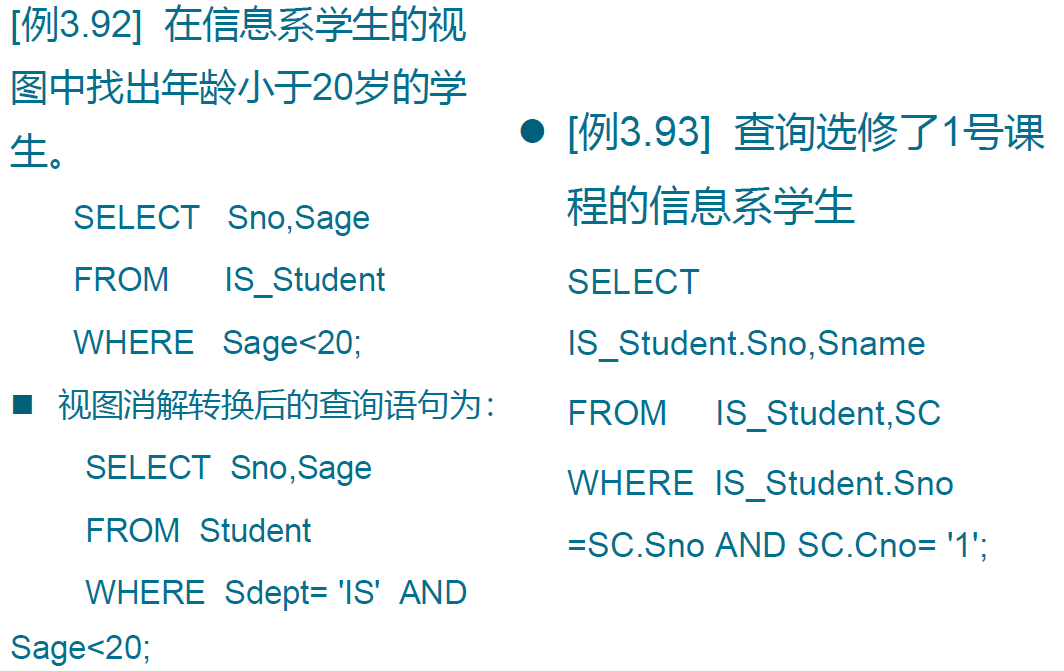 [例3.92] 在信息系学生的视
图中找出年龄小于20岁的学
生。
SELECT Sno,Sage
FROM IS_Student
WHERE Sage<20;
■ 视图消解转换后的查询语句为：
SELECT Sno,Sage
FROM Student
WHERE Sdept= 'IS' AND
Sage<20;
● [例3.93] 查询选修了1号课
程的信息系学生
SELECT
IS_Student.Sno,Sname
FROM IS_Student,SC
WHERE IS_Student.Sno
=SC.Sno AND SC.Cno= '1';